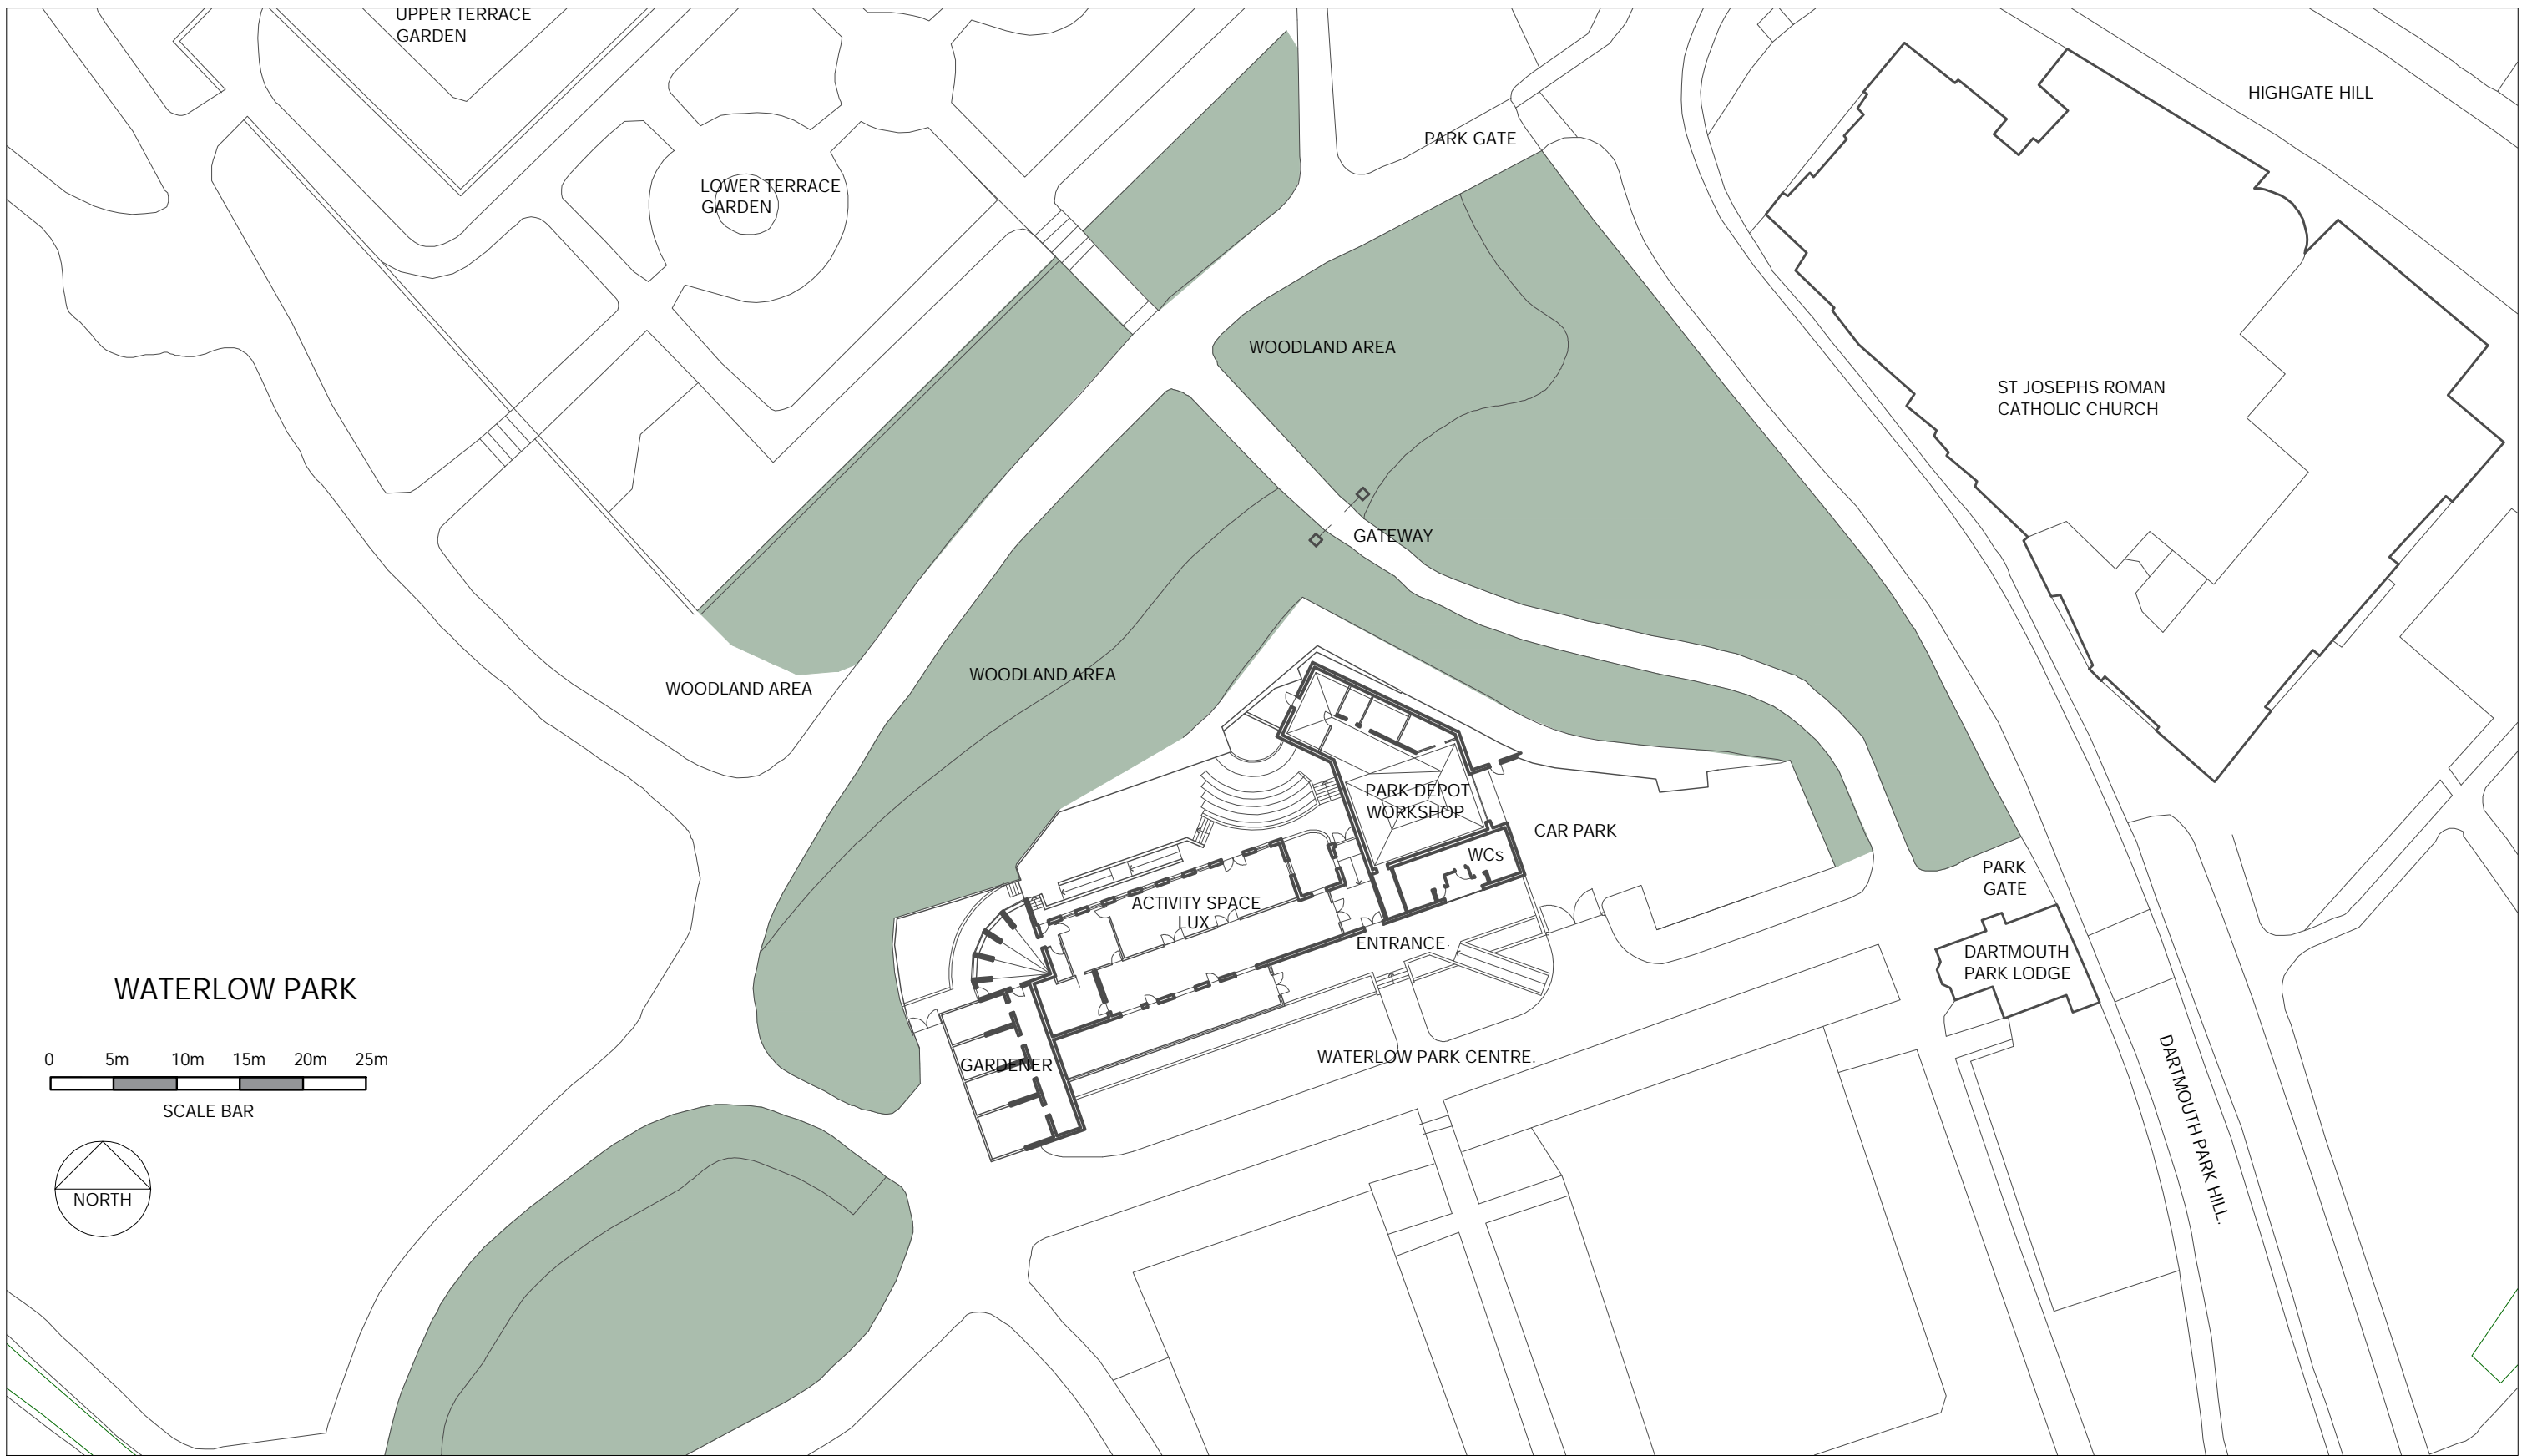 UPPER TERRACE
GARDEN
HIGHGATE HILL
PARK GATE
LOWER TERRACE
GARDEN
WOODLAND AREA
ST JOSEPHS ROMAN
CATHOLIC CHURCH
GATEWAY
WOODLAND AREA
WOODLAND AREA
PARK DEPOT
WORKSHOP
CAR PARK
WCs
PARK
GATE
ACTIVITY SPACE
LUX
ENTRANCE
DARTMOUTH
PARK LODGE
WATERLOW PARK
0 5m 10m 15m 20m 25m
SCALE BAR
GARDENER
WATERLOW PARK CENTRE.
DARTMOUTH PARK HILL.
NORTH